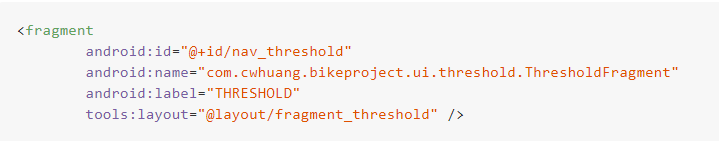 <fragment
android:id="@+id/nav_threshold"
android:name="com.cwhuang.bikeproject.ui.threshold.ThresholdFragment"
android:label="THRESHOLD"
tools:layout="@layout/fragment_threshold" />